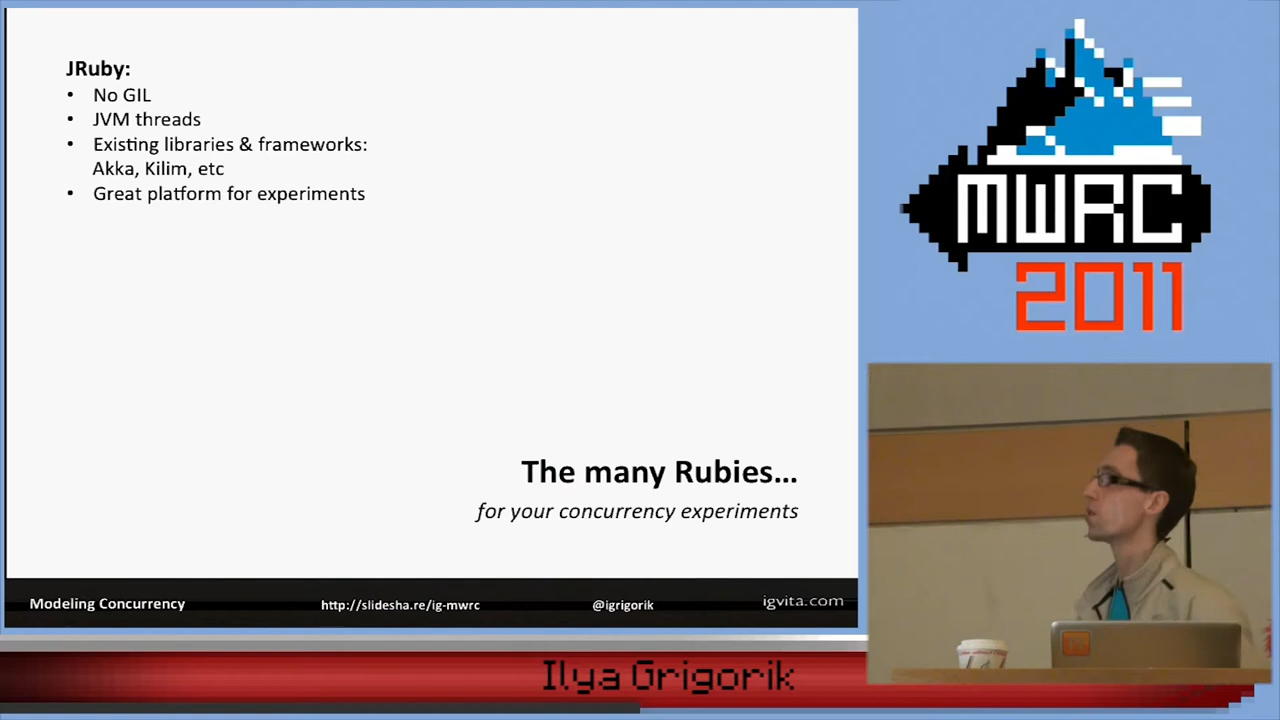 JRuby:
• No GIL
• JVM threads
• Existing libraries & frameworks:
Akka, Kilim, etc
• Great platform for experiments
The many Rubies...
for your concurrency experiments
Modeling Concurrency http://slidesha.re/ig-mwrc @igrigorik igvita.com
MWRC
2011
Ilya Grigorik